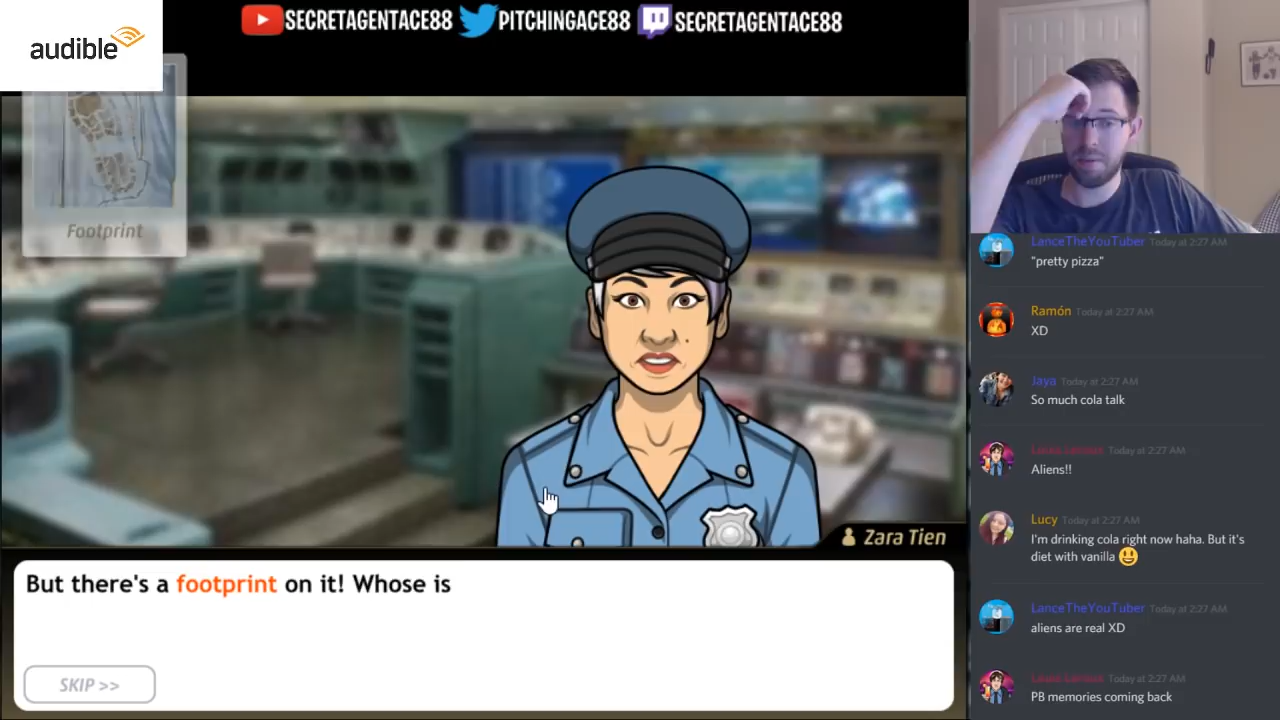 SECRETAGENTACE88 PITCHINGACE88 SECRETAGENTACE88
audible
Footprint
LanceTheYouTuber Today at 2:27 AM
"pretty pizza"
Ramón Today at 2:27 AM
XD
Jaya Today at 2:27 AM
So much cola talk
Today at 2:27 AM
Aliens!!
Lucy Today at 2:27 AM
I'm drinking cola right now haha. But it's
diet with vanilla 😃
LanceTheYouTuber Today at 2:27 AM
aliens are real XD
Today at 2:27 AM
PB memories coming back
Zara Tien
But there's a footprint on it! Whose is
SKIP >>